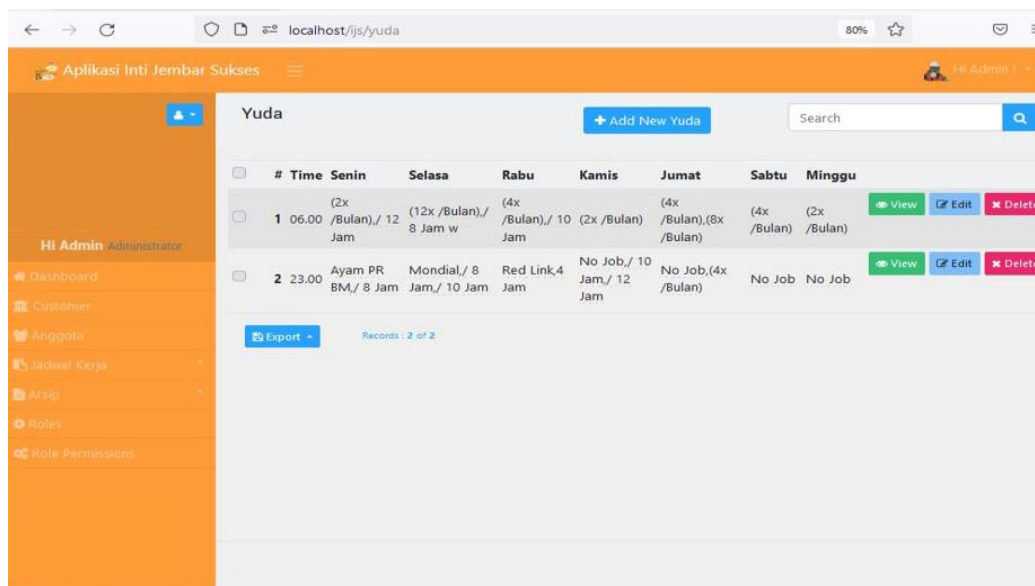 localhost/ijs/yuda
80%
Aplikasi Inti Jembar Sukses
Hi Admin !
Yuda
Add New Yuda
Search
# Time Senin Selasa Rabu Kamis Jumat Sabtu Minggu
1 06.00 (2x /Bulan),/ 12 Jam (12x /Bulan),/ 8 Jam w (4x /Bulan),/ 10 Jam (2x /Bulan) (4x /Bulan),(8x /Bulan) (4x /Bulan) (2x /Bulan) View Edit Delete
2 23.00 Ayam PR BM,/ 8 Jam Mondial,/ 8 Jam,/ 10 Jam Red Link,4 Jam No Job,/ 10 Jam,/ 12 Jam No Job,(4x /Bulan) No Job No Job View Edit Delete
Export
Records : 2 of 2
Hi Admin Administrator
Dashboard
Customer
Anggota
Jadwal Kerja
Arsip
Roles
Role Permissions